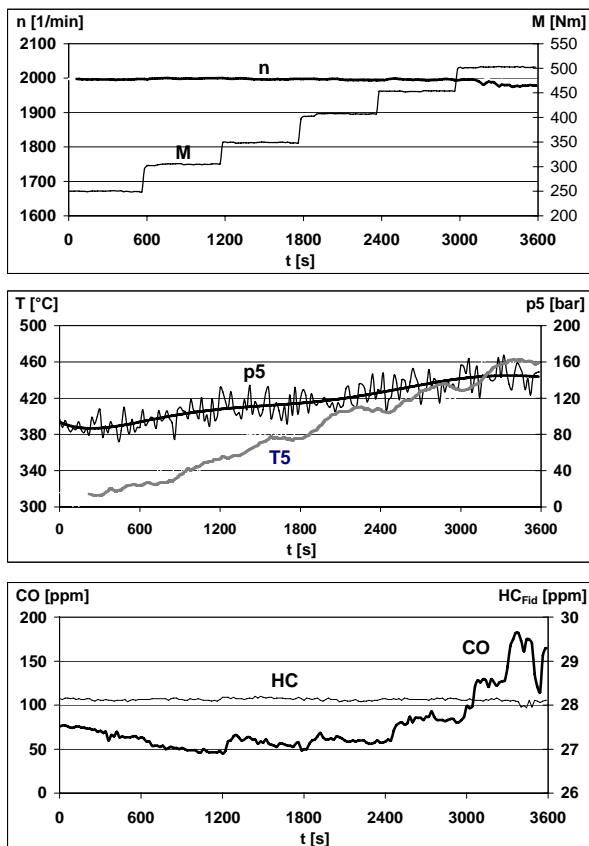 n [1/min] M [Nm]
2100 550
2000 500
1900 450
1800 400
1700 350
1600 300
250
200
n
M
0 600 1200 1800 2400 3000 3600
t [s]
T [°C] p5 [bar]
500 200
460 160
420 120
380 80
340 40
300 0
p5
T5
0 600 1200 1800 2400 3000 3600
t [s]
CO [ppm] HCFid [ppm]
200 30
150 29
100 28
50 27
0 26
CO
HC
0 600 1200 1800 2400 3000 3600
t [s]